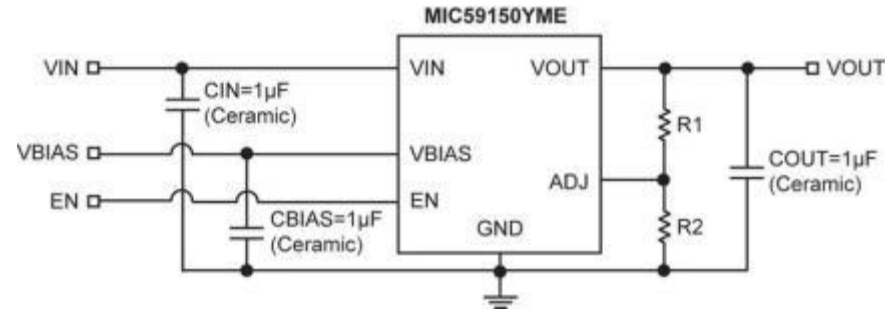 MIC59150YME
VIN
VIN
VOUT
VOUT
CIN=1µF
(Ceramic)
R1
VBIAS
VBIAS
COUT=1µF
(Ceramic)
ADJ
EN
EN
CBIAS=1µF
(Ceramic)
GND
R2